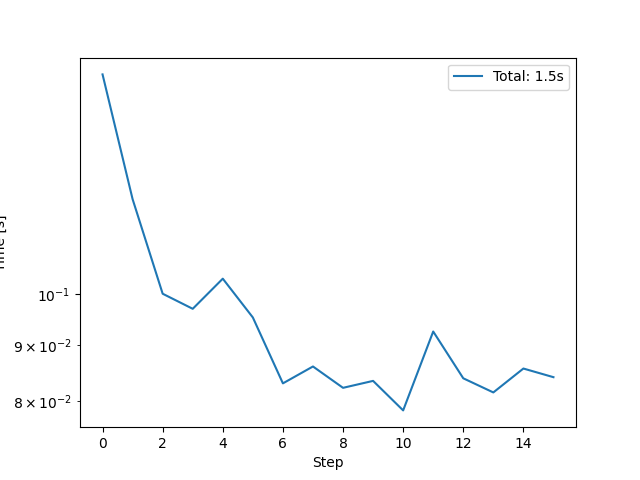 Total: 1.5s
10⁻¹
9 × 10⁻²
8 × 10⁻²
0 2 4 6 8 10 12 14
Step
[s]